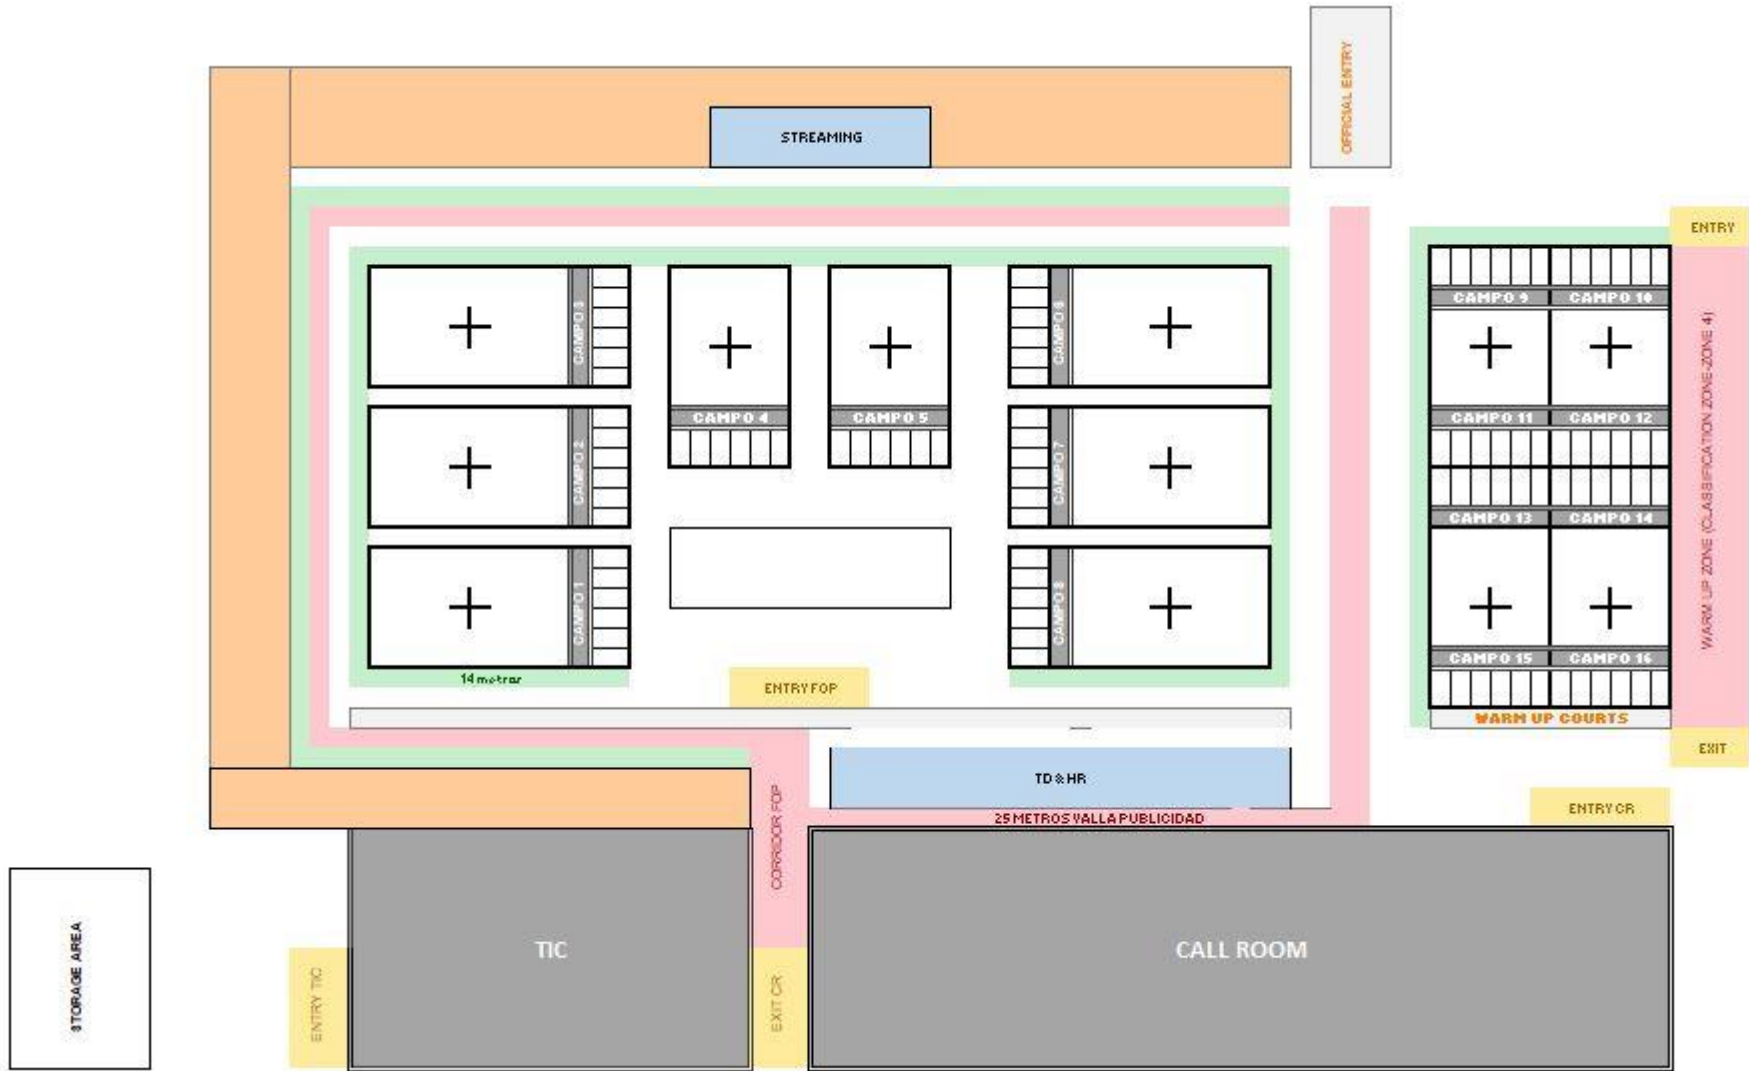 OFFICIAL ENTRY
STREAMING
ENTRY
CAMPO 3
CAMPO 6
CAMPO 9
CAMPO 10
CAMPO 4
CAMPO 5
CAMPO 11
CAMPO 12
CAMPO 2
CAMPO 7
CAMPO 13
CAMPO 14
WARM UP ZONE (CLASSIFICATION ZONE-ZONE 4)
CAMPO 1
CAMPO 8
CAMPO 15
CAMPO 16
14 metros
ENTRY FOP
WARM UP COURTS
EXIT
TD & HR
ENTRY CR
25 METROS VALLA PUBLICIDAD
CORRIDOR FOP
STORAGE AREA
TIC
CALL ROOM
ENTRY TIC
EXIT CR